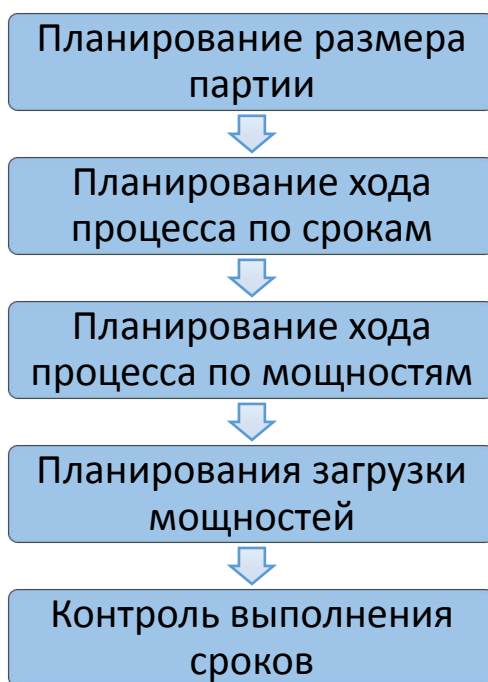 Планирование размера
партии
Планирование хода
процесса по срокам
Планирование хода
процесса по мощностям
Планирования загрузки
мощностей
Контроль выполнения
сроков